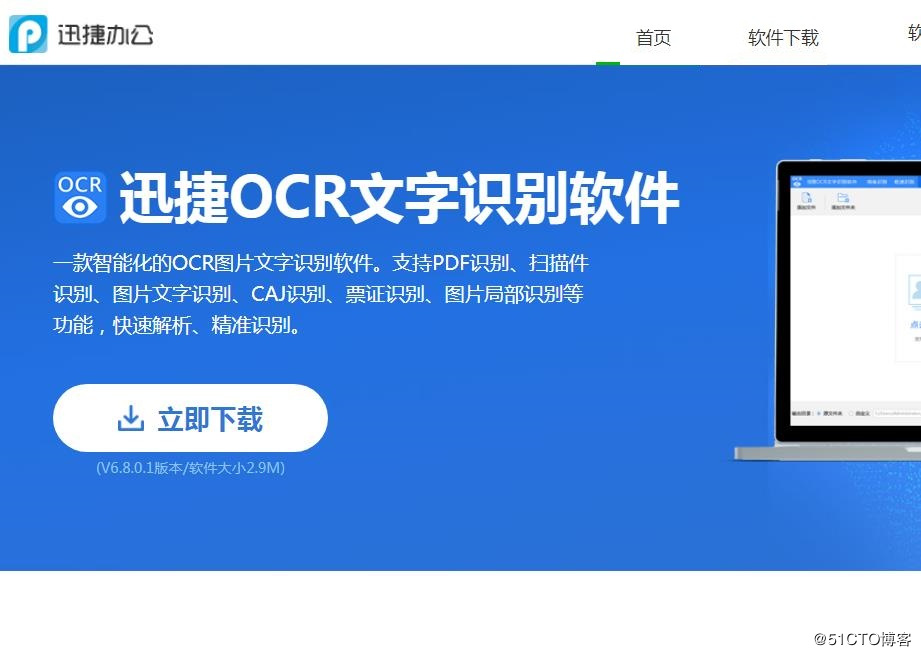 迅捷办公
首页
软件下载
OCR
迅捷OCR文字识别软件
一款智能化的OCR图片文字识别软件。支持PDF识别、扫描件
识别、图片文字识别、CAJ识别、票证识别、图片局部识别等
功能，快速解析、精准识别。
立即下载
(V6.8.0.1版本/软件大小2.9M)
@51CTO博客